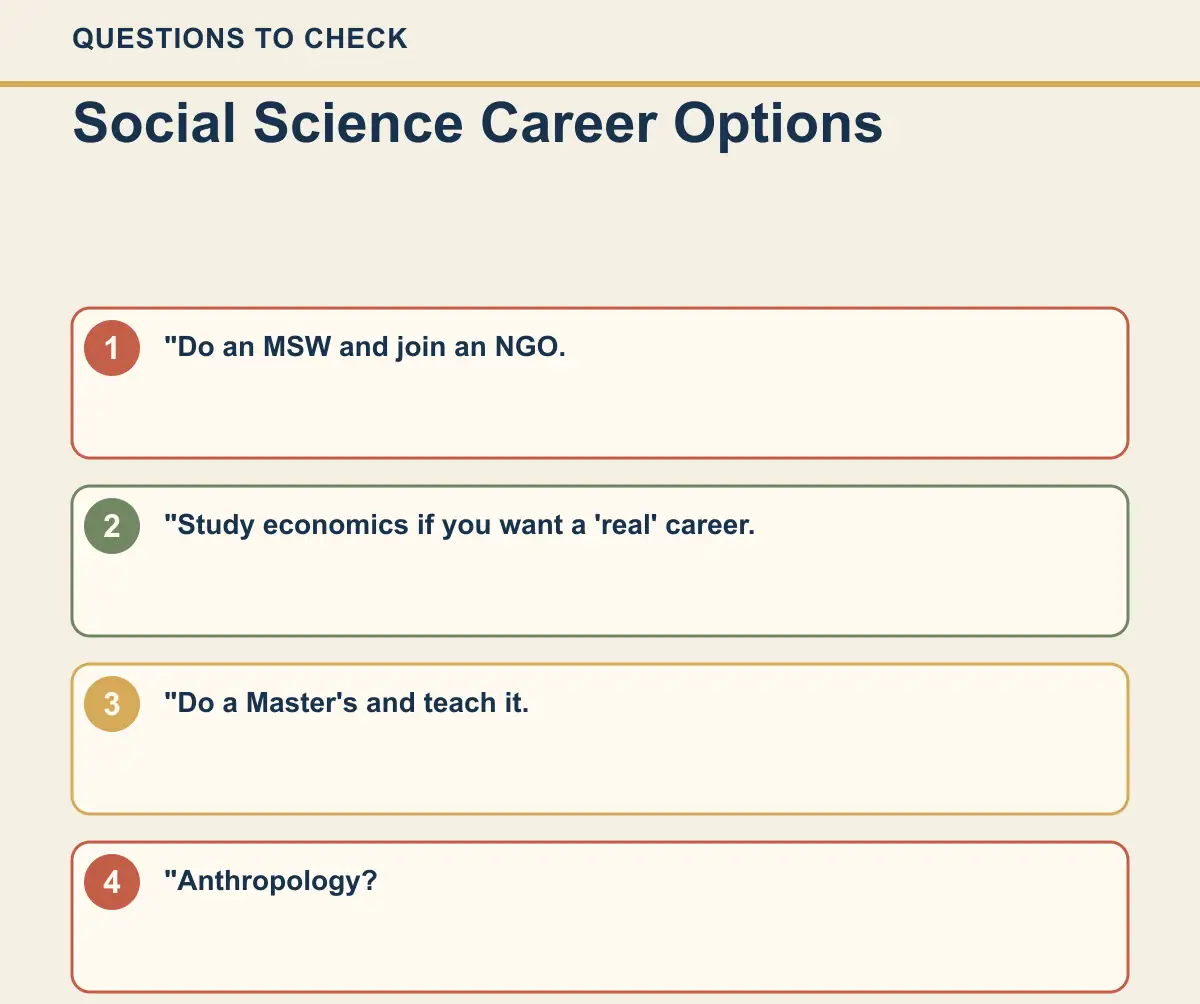 QUESTIONS TO CHECK
Social Science Career Options
1 "Do an MSW and join an NGO.
2 "Study economics if you want a 'real' career.
3 "Do a Master's and teach it.
4 "Anthropology?